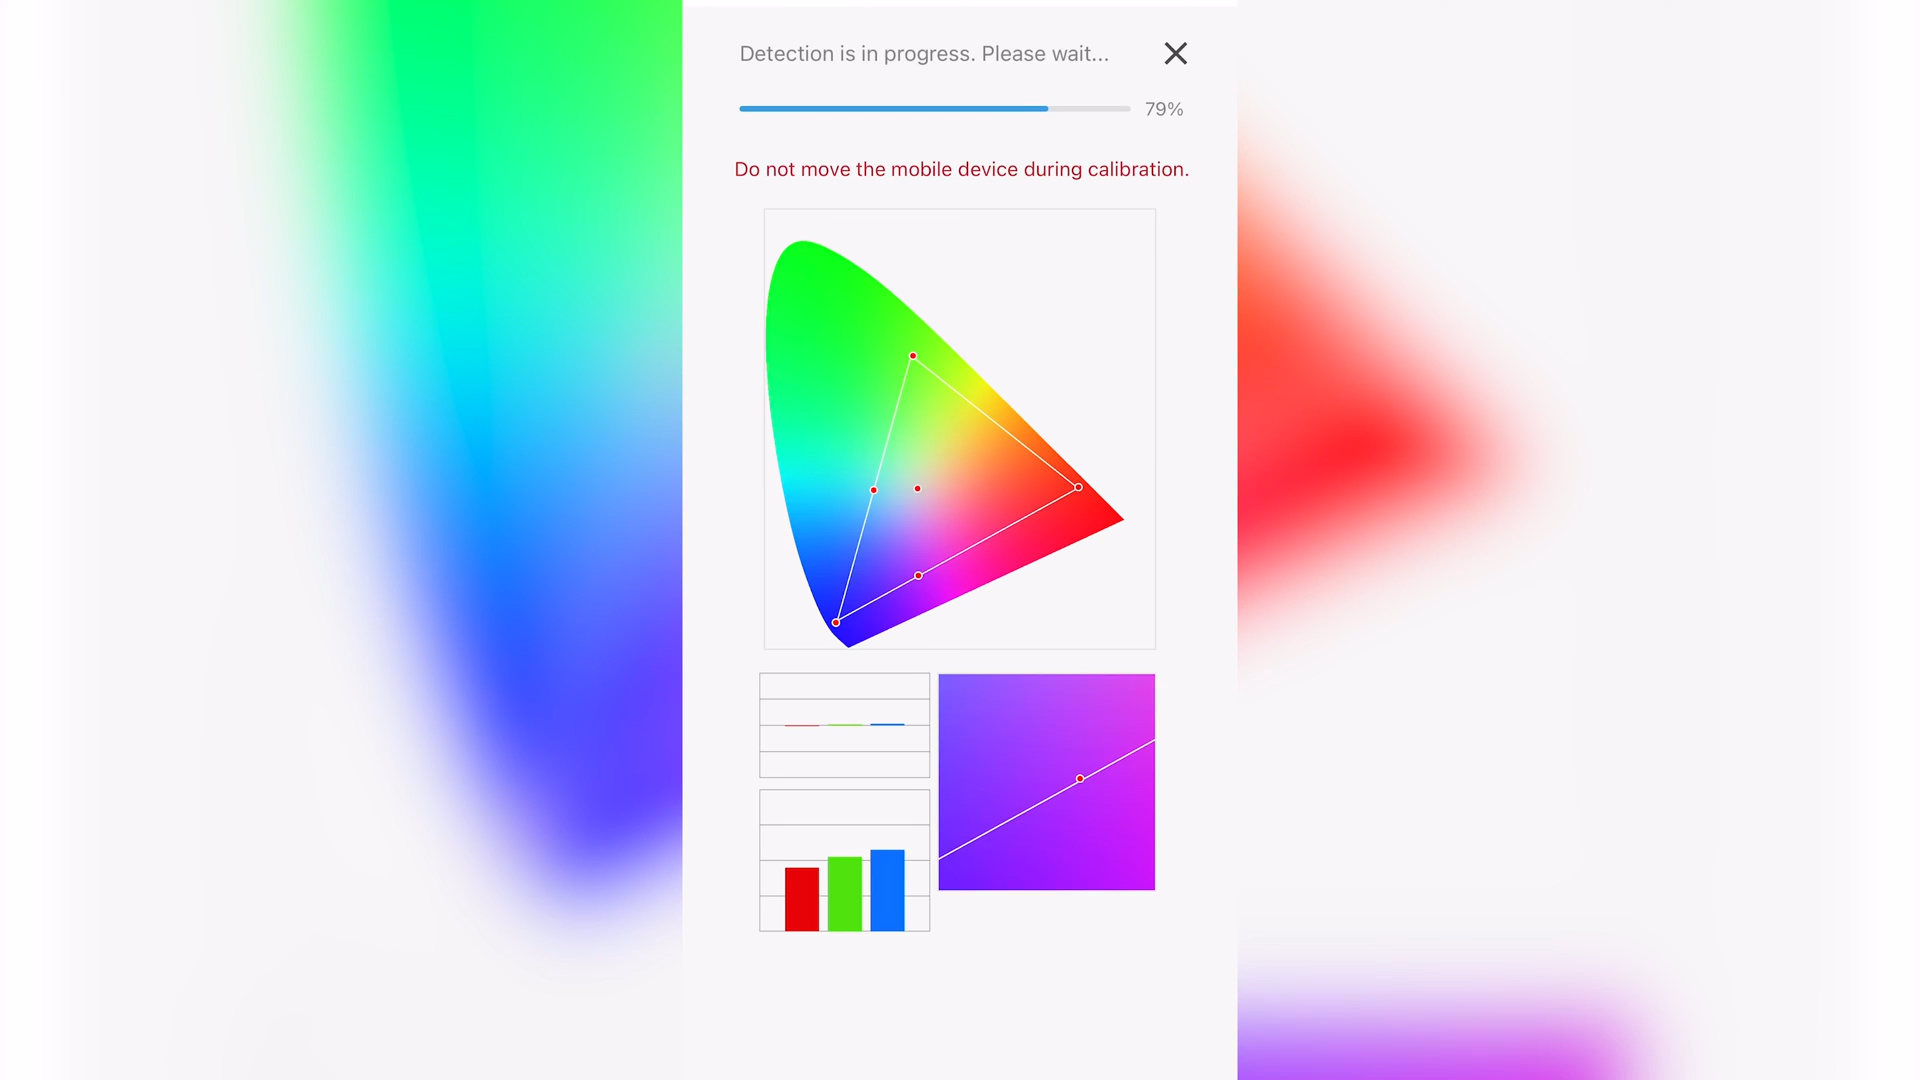 Detection is in progress. Please wait...
79%
Do not move the mobile device during calibration.